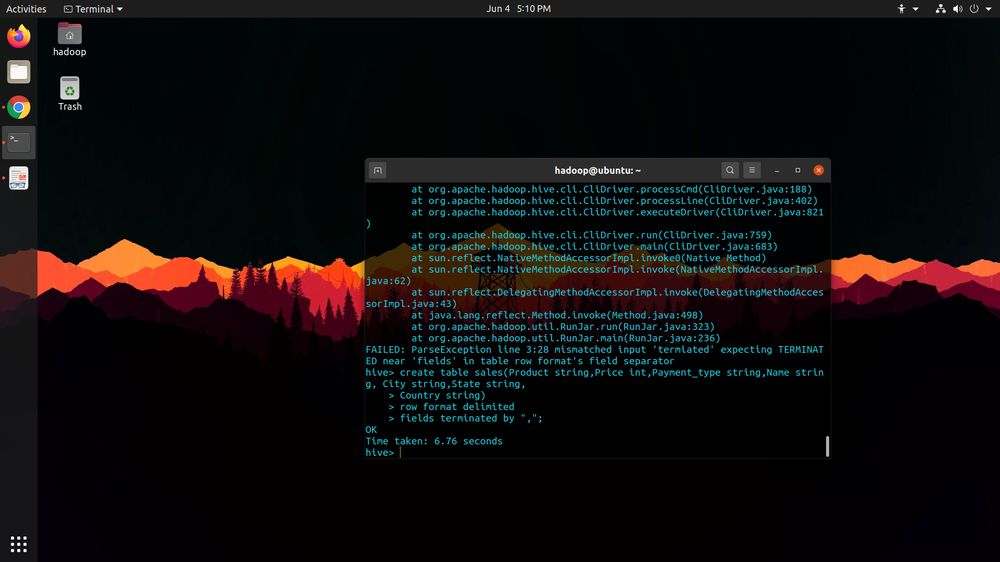 Activities
Terminal
Jun 4 5:10 PM
hadoop
Trash
hadoop@ubuntu: ~
at org.apache.hadoop.hive.cli.CliDriver.processCmd(CliDriver.java:188)
at org.apache.hadoop.hive.cli.CliDriver.processLine(CliDriver.java:402)
at org.apache.hadoop.hive.cli.CliDriver.executeDriver(CliDriver.java:821
)
at org.apache.hadoop.hive.cli.CliDriver.run(CliDriver.java:759)
at org.apache.hadoop.hive.cli.CliDriver.main(CliDriver.java:683)
at sun.reflect.NativeMethodAccessorImpl.invoke0(Native Method)
at sun.reflect.NativeMethodAccessorImpl.invoke(NativeMethodAccessorImpl.
java:62)
at sun.reflect.DelegatingMethodAccessorImpl.invoke(DelegatingMethodAcces
sorImpl.java:43)
at java.lang.reflect.Method.invoke(Method.java:498)
at org.apache.hadoop.util.RunJar.run(RunJar.java:323)
at org.apache.hadoop.util.RunJar.main(RunJar.java:236)
FAILED: ParseException line 3:28 mismatched input 'termiated' expecting TERMINAT
ED near 'fields' in table row format's field separator
hive> create table sales(Product string,Price int,Payment_type string,Name strin
g, City string,State string,
> Country string)
> row format delimited
> fields terminated by ",";
OK
Time taken: 6.76 seconds
hive>